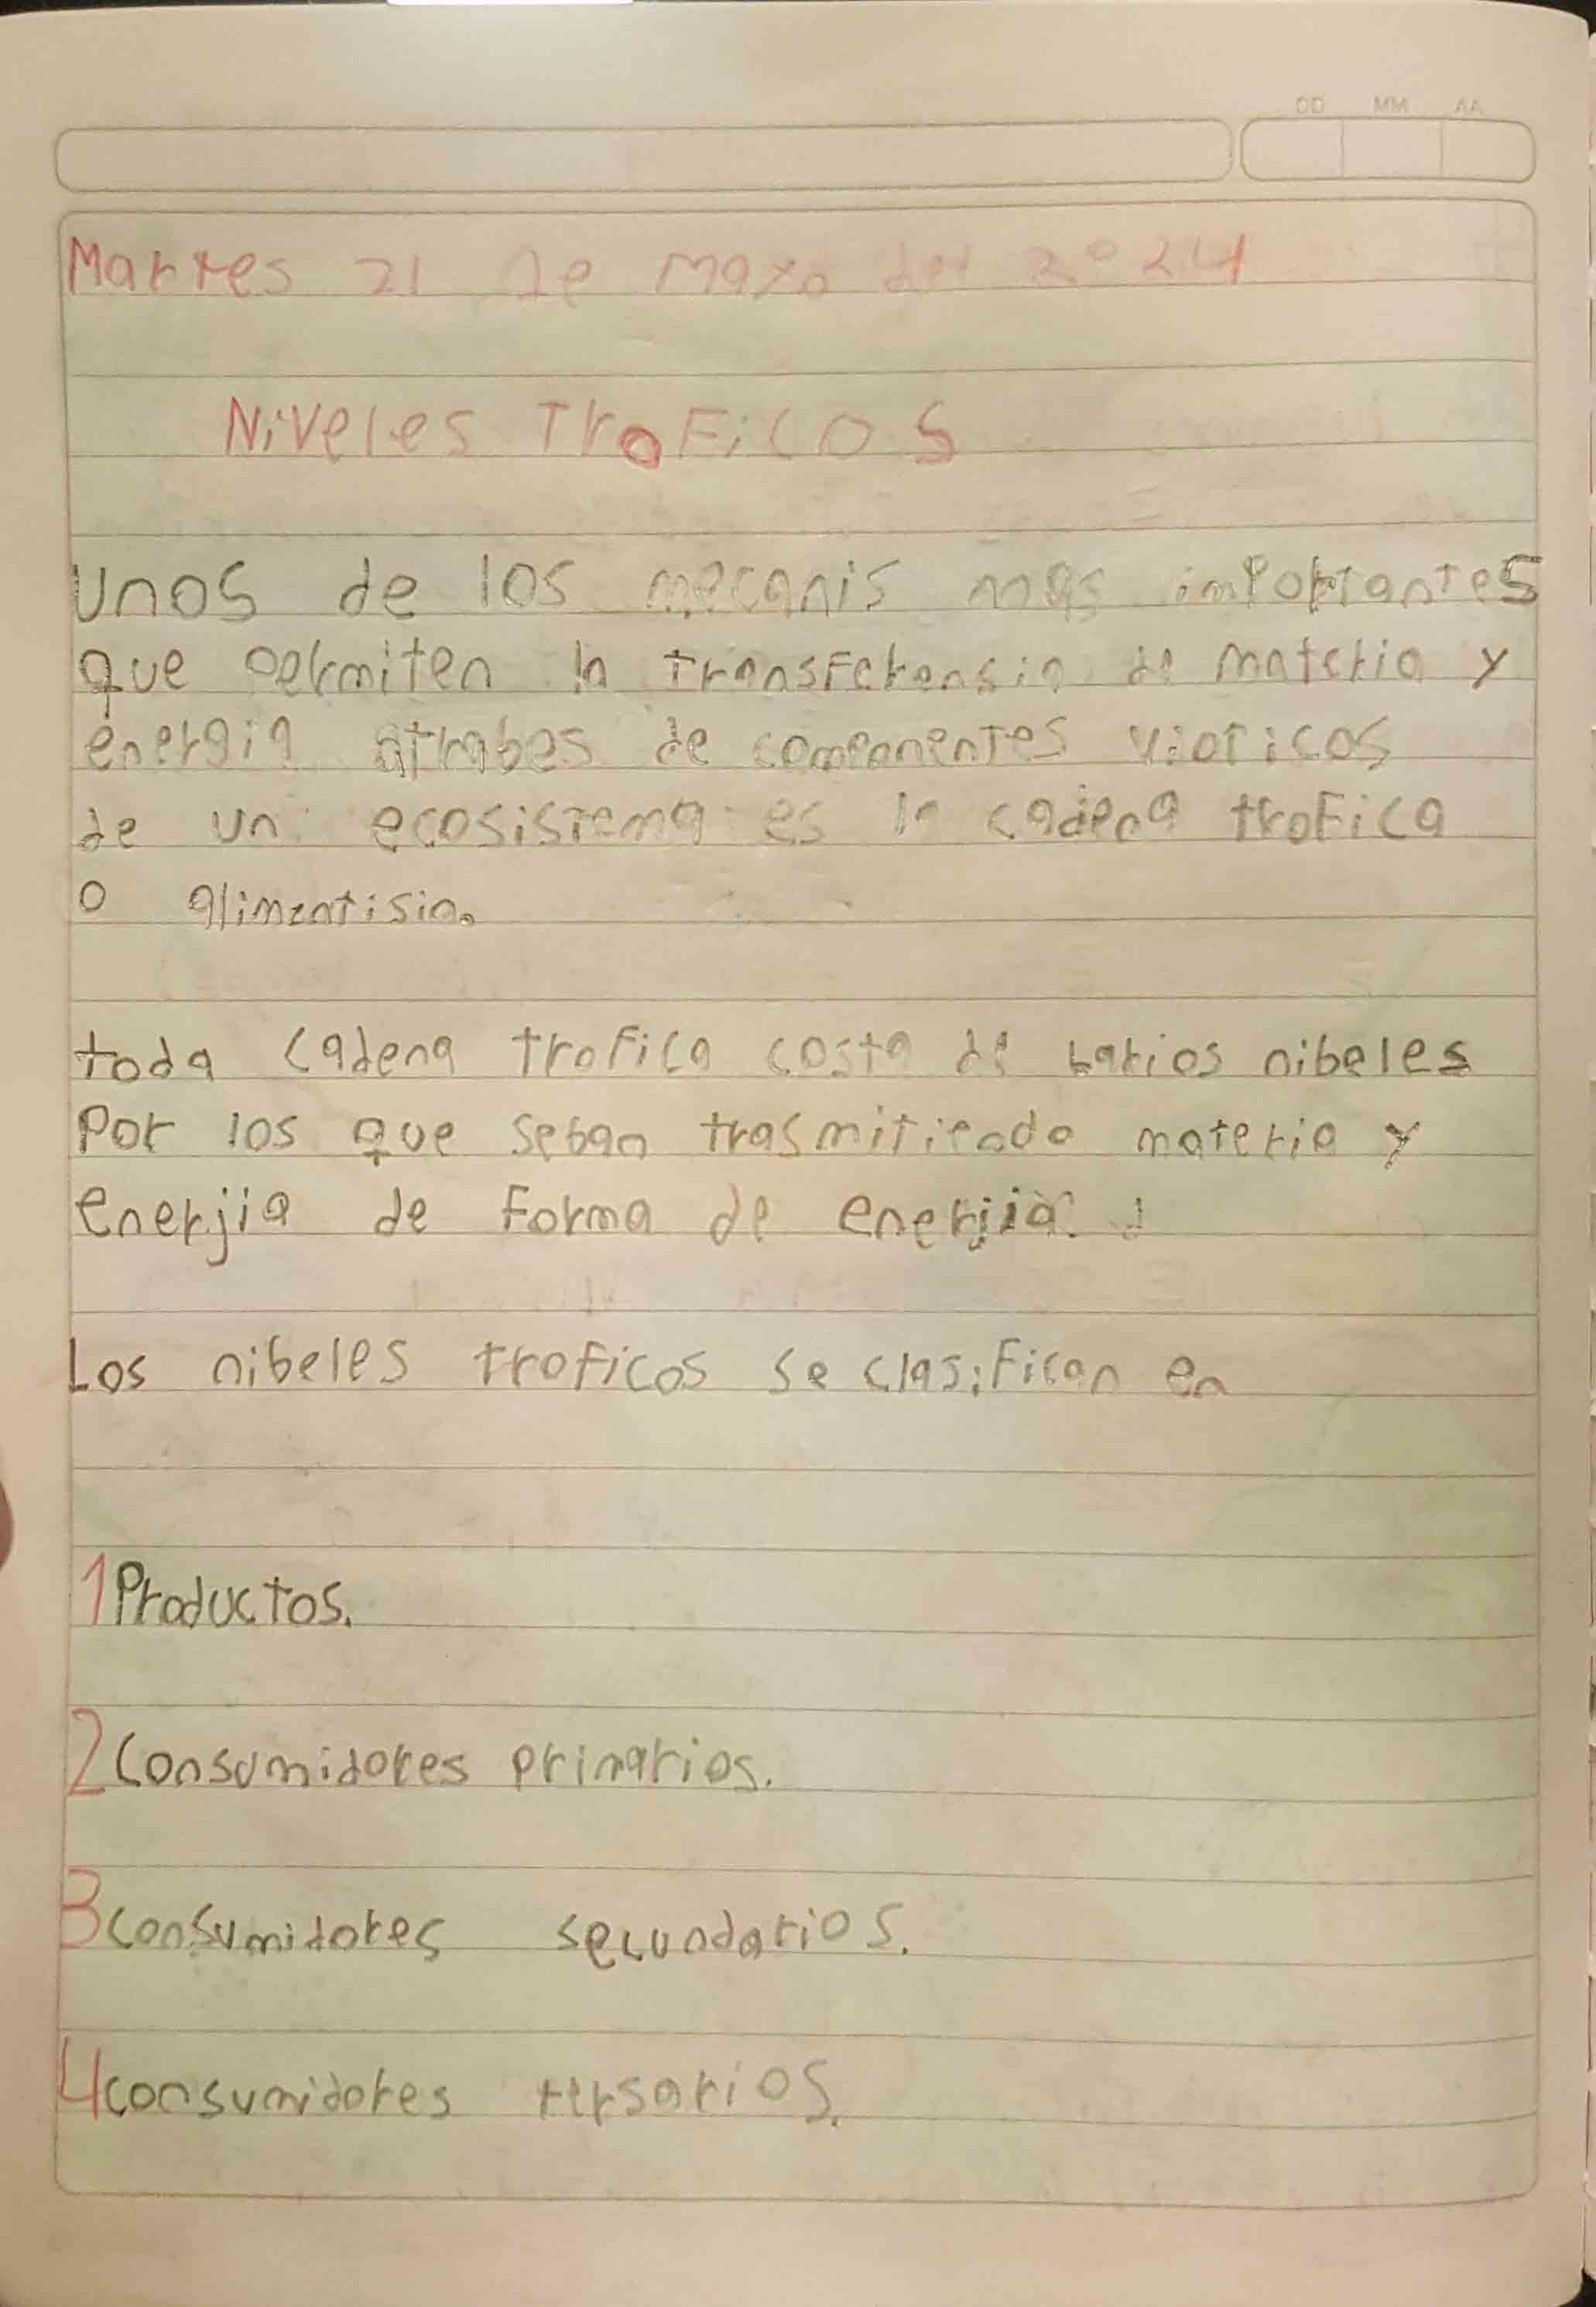 DD MM AA
Martes 21 de Mayo del 2024
Niveles TroFicos
Unos de los mecanis mas importantes
que permiten la transFerensia de materia y
energia atrabes de componentes vioticos
de un ecosistema es la cadena troFica
o alimentisia.
toda cadena troFica costa de barios nibeles
Por los que seban trasmitiendo materia y
enerjia de Forma de enerjia.
Los nibeles troFicos se clasiFican en
1 Productos.
2 Consumidores primarios.
3 consumidores secundarios.
4 consumidores tersarios.